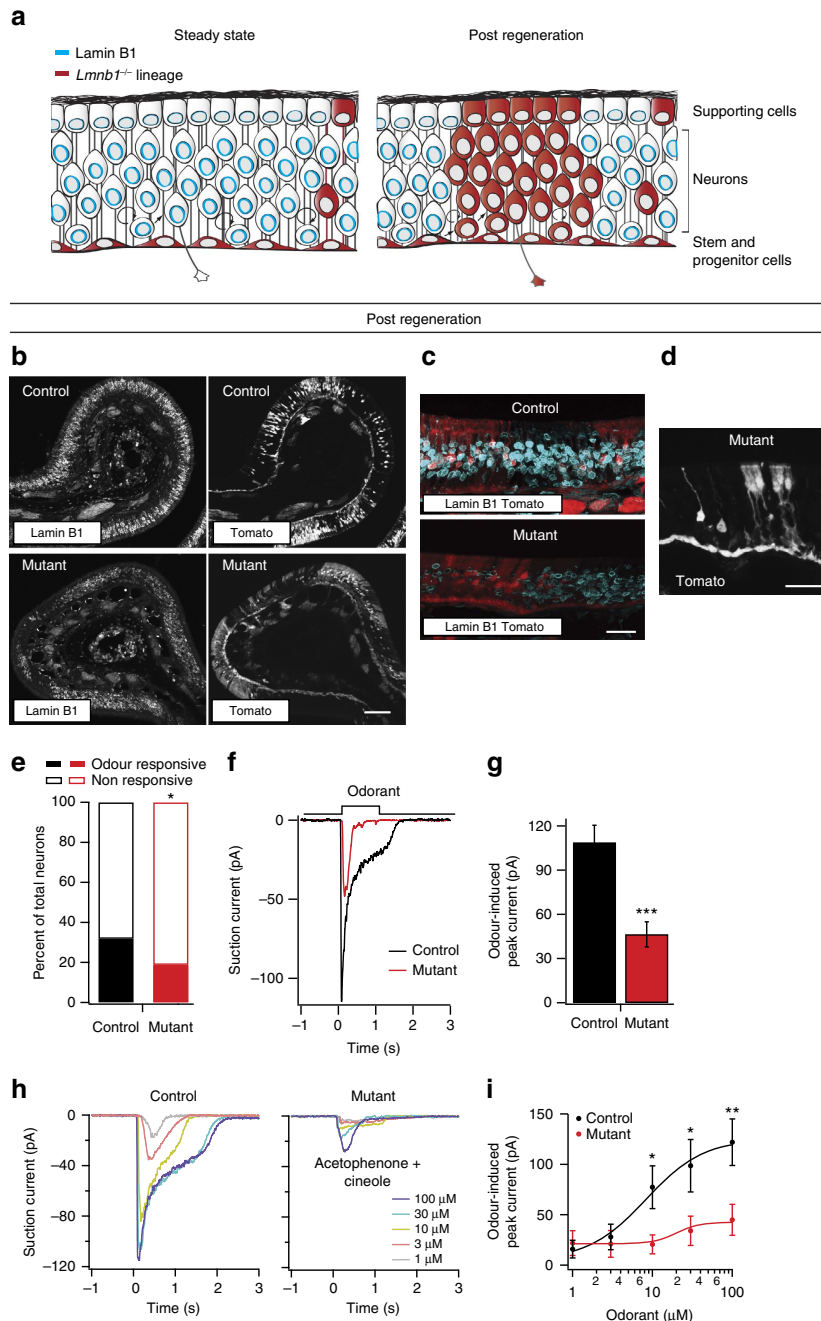 a
Steady state
Post regeneration
Lamin B1
Lmnb1–/– lineage
Supporting cells
Neurons
Stem and
progenitor cells
Post regeneration
b
Control
Lamin B1
Tomato
Mutant
Mutant
Lamin B1
Tomato
c
Control
Lamin B1 Tomato
Mutant
Lamin B1 Tomato
d
Mutant
Tomato
e
Odour responsive
Non responsive
*
Percent of total neurons
100
80
60
40
20
0
Control
Mutant
f
Odorant
Suction current (pA)
0
−50
−100
Control
Mutant
−1
0
1
2
3
Time (s)
g
Odour-induced
peak current (pA)
120
90
60
30
0
***
Control
Mutant
h
Control
Mutant
Suction current (pA)
0
−40
−80
−120
−1
0
1
2
3
Time (s)
Acetophenone +
cineole
100 µM
30 µM
10 µM
3 µM
1 µM
−1
0
1
2
3
Time (s)
i
Odour-induced
peak current (pA)
150
100
50
0
Control
Mutant
*
*
**
1
2
3
6
10
2
3
6
100
Odorant (µM)